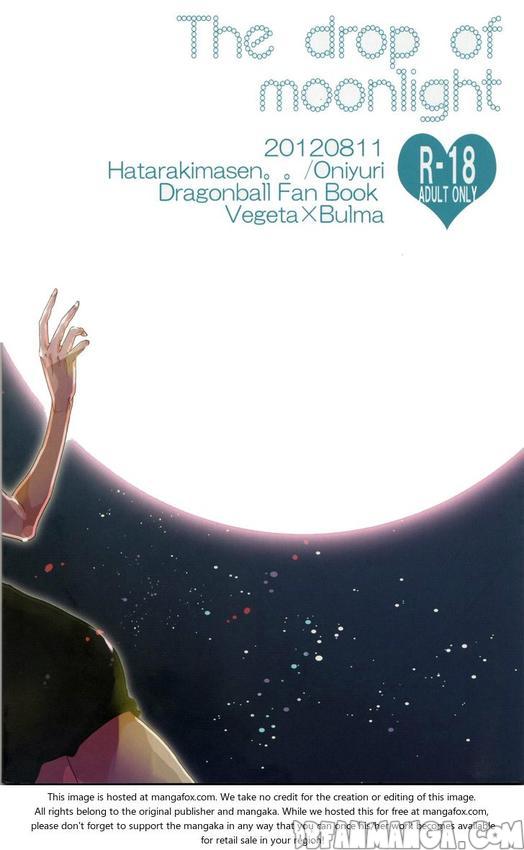 The drop of
moonlight
20120811
Hatarakimasen。。/Oniyuri
Dragonball Fan Book
Vegeta×Bulma
R-18
ADULT ONLY
This image is hosted at mangafox.com. We take no credit for the creation or editing of this image.
All rights belong to the original publisher and mangaka. While we hosted this for free at mangafox.com,
please don't forget to support the mangaka in any way that you can once his/her work becomes available
for retail sale in your region!
FANMANGA.COM